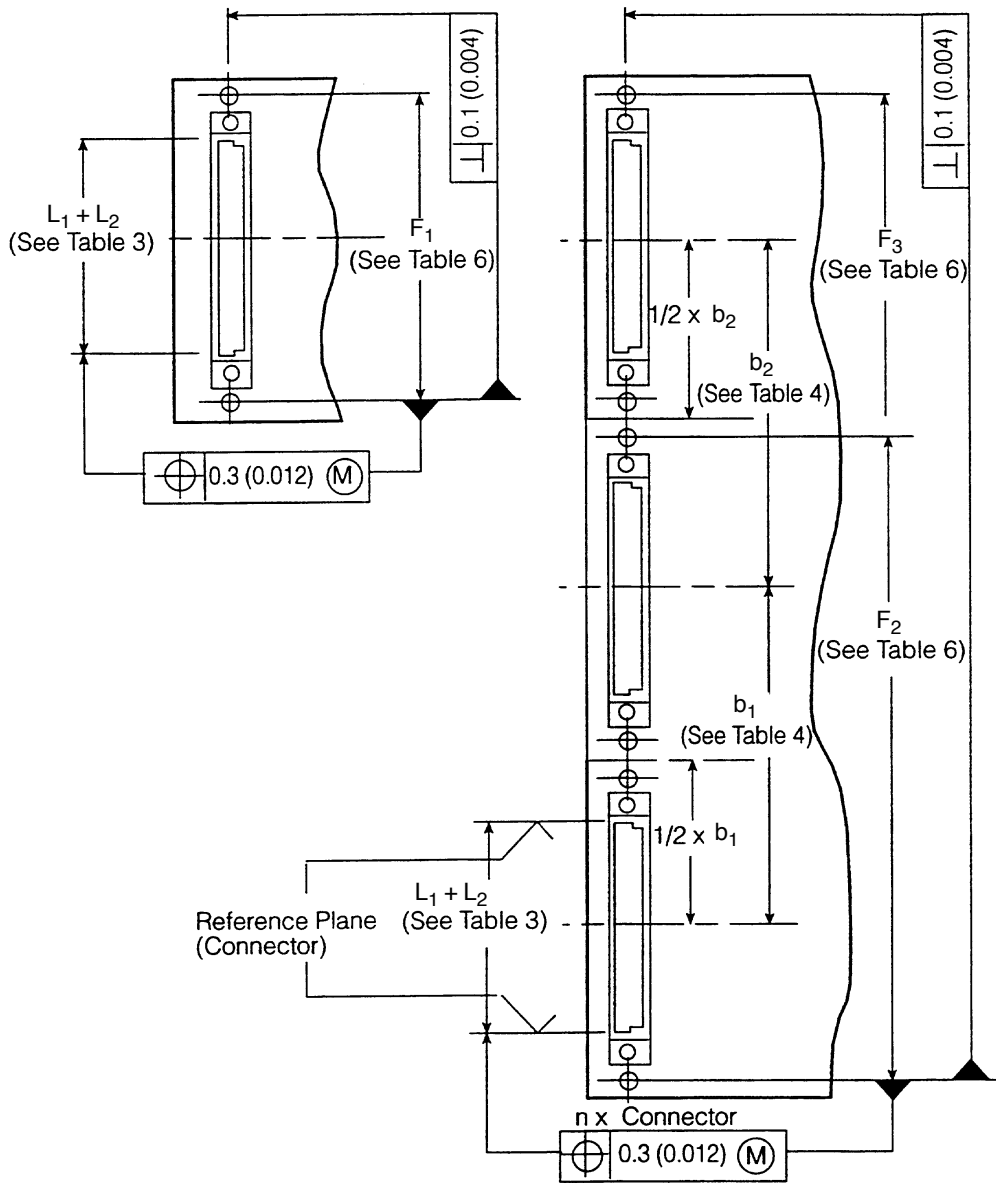 0.1 (0.004)
0.1 (0.004)
L₁ + L₂
(See Table 3)
F₁
(See Table 6)
F₃
(See Table 6)
1/2 x b₂
b₂
(See Table 4)
0.3 (0.012) Ⓜ
F₂
(See Table 6)
b₁
(See Table 4)
1/2 x b₁
L₁ + L₂
(See Table 3)
Reference Plane
(Connector)
n x Connector
0.3 (0.012) Ⓜ